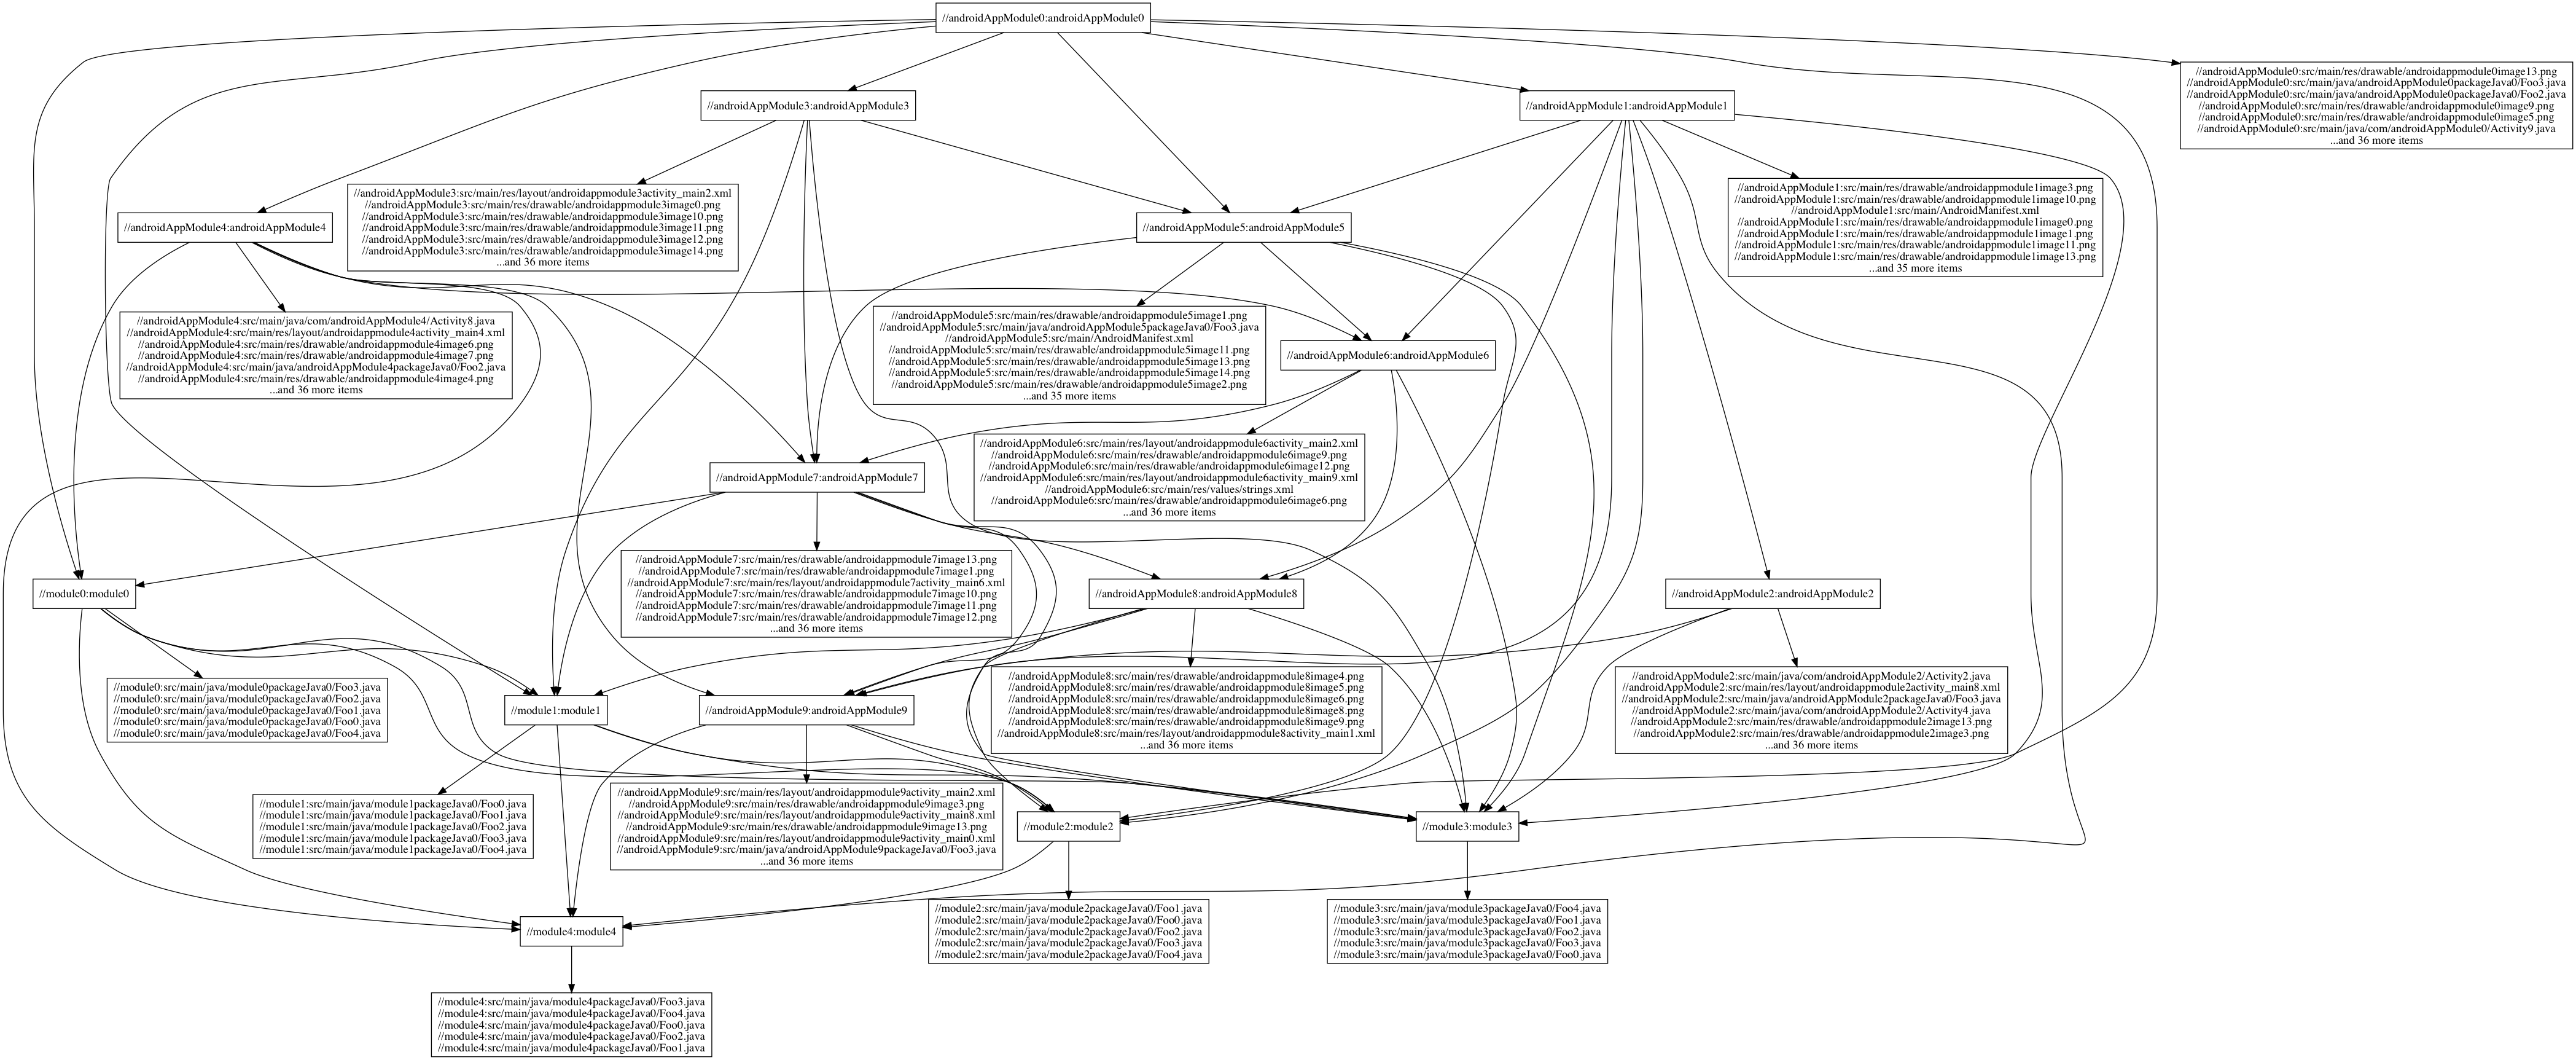 //androidAppModule0:androidAppModule0
//androidAppModule0:src/main/res/drawable/androidappmodule0image13.png
//androidAppModule0:src/main/java/androidAppModule0packageJava0/Foo3.java
//androidAppModule0:src/main/java/androidAppModule0packageJava0/Foo2.java
//androidAppModule0:src/main/res/drawable/androidappmodule0image9.png
//androidAppModule0:src/main/res/drawable/androidappmodule0image5.png
//androidAppModule0:src/main/java/com/androidAppModule0/Activity9.java
...and 36 more items
//androidAppModule3:androidAppModule3
//androidAppModule1:androidAppModule1
//androidAppModule3:src/main/res/layout/androidappmodule3activity_main2.xml
//androidAppModule3:src/main/res/drawable/androidappmodule3image0.png
//androidAppModule3:src/main/res/drawable/androidappmodule3image10.png
//androidAppModule3:src/main/res/drawable/androidappmodule3image11.png
//androidAppModule3:src/main/res/drawable/androidappmodule3image12.png
//androidAppModule3:src/main/res/drawable/androidappmodule3image14.png
...and 36 more items
//androidAppModule1:src/main/res/drawable/androidappmodule1image3.png
//androidAppModule1:src/main/res/drawable/androidappmodule1image10.png
//androidAppModule1:src/main/AndroidManifest.xml
//androidAppModule1:src/main/res/drawable/androidappmodule1image0.png
//androidAppModule1:src/main/res/drawable/androidappmodule1image1.png
//androidAppModule1:src/main/res/drawable/androidappmodule1image11.png
//androidAppModule1:src/main/res/drawable/androidappmodule1image13.png
...and 35 more items
//androidAppModule4:androidAppModule4
//androidAppModule5:androidAppModule5
//androidAppModule4:src/main/java/com/androidAppModule4/Activity8.java
//androidAppModule4:src/main/res/layout/androidappmodule4activity_main4.xml
//androidAppModule4:src/main/res/drawable/androidappmodule4image6.png
//androidAppModule4:src/main/res/drawable/androidappmodule4image7.png
//androidAppModule4:src/main/java/androidAppModule4packageJava0/Foo2.java
//androidAppModule4:src/main/res/drawable/androidappmodule4image4.png
...and 36 more items
//androidAppModule5:src/main/res/drawable/androidappmodule5image1.png
//androidAppModule5:src/main/java/androidAppModule5packageJava0/Foo3.java
//androidAppModule5:src/main/AndroidManifest.xml
//androidAppModule5:src/main/res/drawable/androidappmodule5image11.png
//androidAppModule5:src/main/res/drawable/androidappmodule5image13.png
//androidAppModule5:src/main/res/drawable/androidappmodule5image14.png
//androidAppModule5:src/main/res/drawable/androidappmodule5image2.png
...and 35 more items
//androidAppModule6:androidAppModule6
//androidAppModule6:src/main/res/layout/androidappmodule6activity_main2.xml
//androidAppModule6:src/main/res/drawable/androidappmodule6image9.png
//androidAppModule6:src/main/res/drawable/androidappmodule6image12.png
//androidAppModule6:src/main/res/layout/androidappmodule6activity_main9.xml
//androidAppModule6:src/main/res/values/strings.xml
//androidAppModule6:src/main/res/drawable/androidappmodule6image6.png
...and 36 more items
//androidAppModule7:androidAppModule7
//androidAppModule7:src/main/res/drawable/androidappmodule7image13.png
//androidAppModule7:src/main/res/drawable/androidappmodule7image1.png
//androidAppModule7:src/main/res/layout/androidappmodule7activity_main6.xml
//androidAppModule7:src/main/res/drawable/androidappmodule7image10.png
//androidAppModule7:src/main/res/drawable/androidappmodule7image11.png
//androidAppModule7:src/main/res/drawable/androidappmodule7image12.png
...and 36 more items
//module0:module0
//androidAppModule8:androidAppModule8
//androidAppModule2:androidAppModule2
//module0:src/main/java/module0packageJava0/Foo3.java
//module0:src/main/java/module0packageJava0/Foo2.java
//module0:src/main/java/module0packageJava0/Foo1.java
//module0:src/main/java/module0packageJava0/Foo0.java
//module0:src/main/java/module0packageJava0/Foo4.java
//module1:module1
//androidAppModule9:androidAppModule9
//androidAppModule8:src/main/res/drawable/androidappmodule8image4.png
//androidAppModule8:src/main/res/drawable/androidappmodule8image5.png
//androidAppModule8:src/main/res/drawable/androidappmodule8image6.png
//androidAppModule8:src/main/res/drawable/androidappmodule8image8.png
//androidAppModule8:src/main/res/drawable/androidappmodule8image9.png
//androidAppModule8:src/main/res/layout/androidappmodule8activity_main1.xml
...and 36 more items
//androidAppModule2:src/main/java/com/androidAppModule2/Activity2.java
//androidAppModule2:src/main/res/layout/androidappmodule2activity_main8.xml
//androidAppModule2:src/main/java/androidAppModule2packageJava0/Foo3.java
//androidAppModule2:src/main/java/com/androidAppModule2/Activity4.java
//androidAppModule2:src/main/res/drawable/androidappmodule2image13.png
//androidAppModule2:src/main/res/drawable/androidappmodule2image3.png
...and 36 more items
//module1:src/main/java/module1packageJava0/Foo0.java
//module1:src/main/java/module1packageJava0/Foo1.java
//module1:src/main/java/module1packageJava0/Foo2.java
//module1:src/main/java/module1packageJava0/Foo3.java
//module1:src/main/java/module1packageJava0/Foo4.java
//androidAppModule9:src/main/res/layout/androidappmodule9activity_main2.xml
//androidAppModule9:src/main/res/drawable/androidappmodule9image3.png
//androidAppModule9:src/main/res/layout/androidappmodule9activity_main8.xml
//androidAppModule9:src/main/res/drawable/androidappmodule9image13.png
//androidAppModule9:src/main/res/layout/androidappmodule9activity_main0.xml
//androidAppModule9:src/main/java/androidAppModule9packageJava0/Foo3.java
...and 36 more items
//module2:module2
//module3:module3
//module4:module4
//module2:src/main/java/module2packageJava0/Foo1.java
//module2:src/main/java/module2packageJava0/Foo0.java
//module2:src/main/java/module2packageJava0/Foo2.java
//module2:src/main/java/module2packageJava0/Foo3.java
//module2:src/main/java/module2packageJava0/Foo4.java
//module3:src/main/java/module3packageJava0/Foo4.java
//module3:src/main/java/module3packageJava0/Foo1.java
//module3:src/main/java/module3packageJava0/Foo2.java
//module3:src/main/java/module3packageJava0/Foo3.java
//module3:src/main/java/module3packageJava0/Foo0.java
//module4:src/main/java/module4packageJava0/Foo3.java
//module4:src/main/java/module4packageJava0/Foo4.java
//module4:src/main/java/module4packageJava0/Foo0.java
//module4:src/main/java/module4packageJava0/Foo2.java
//module4:src/main/java/module4packageJava0/Foo1.java